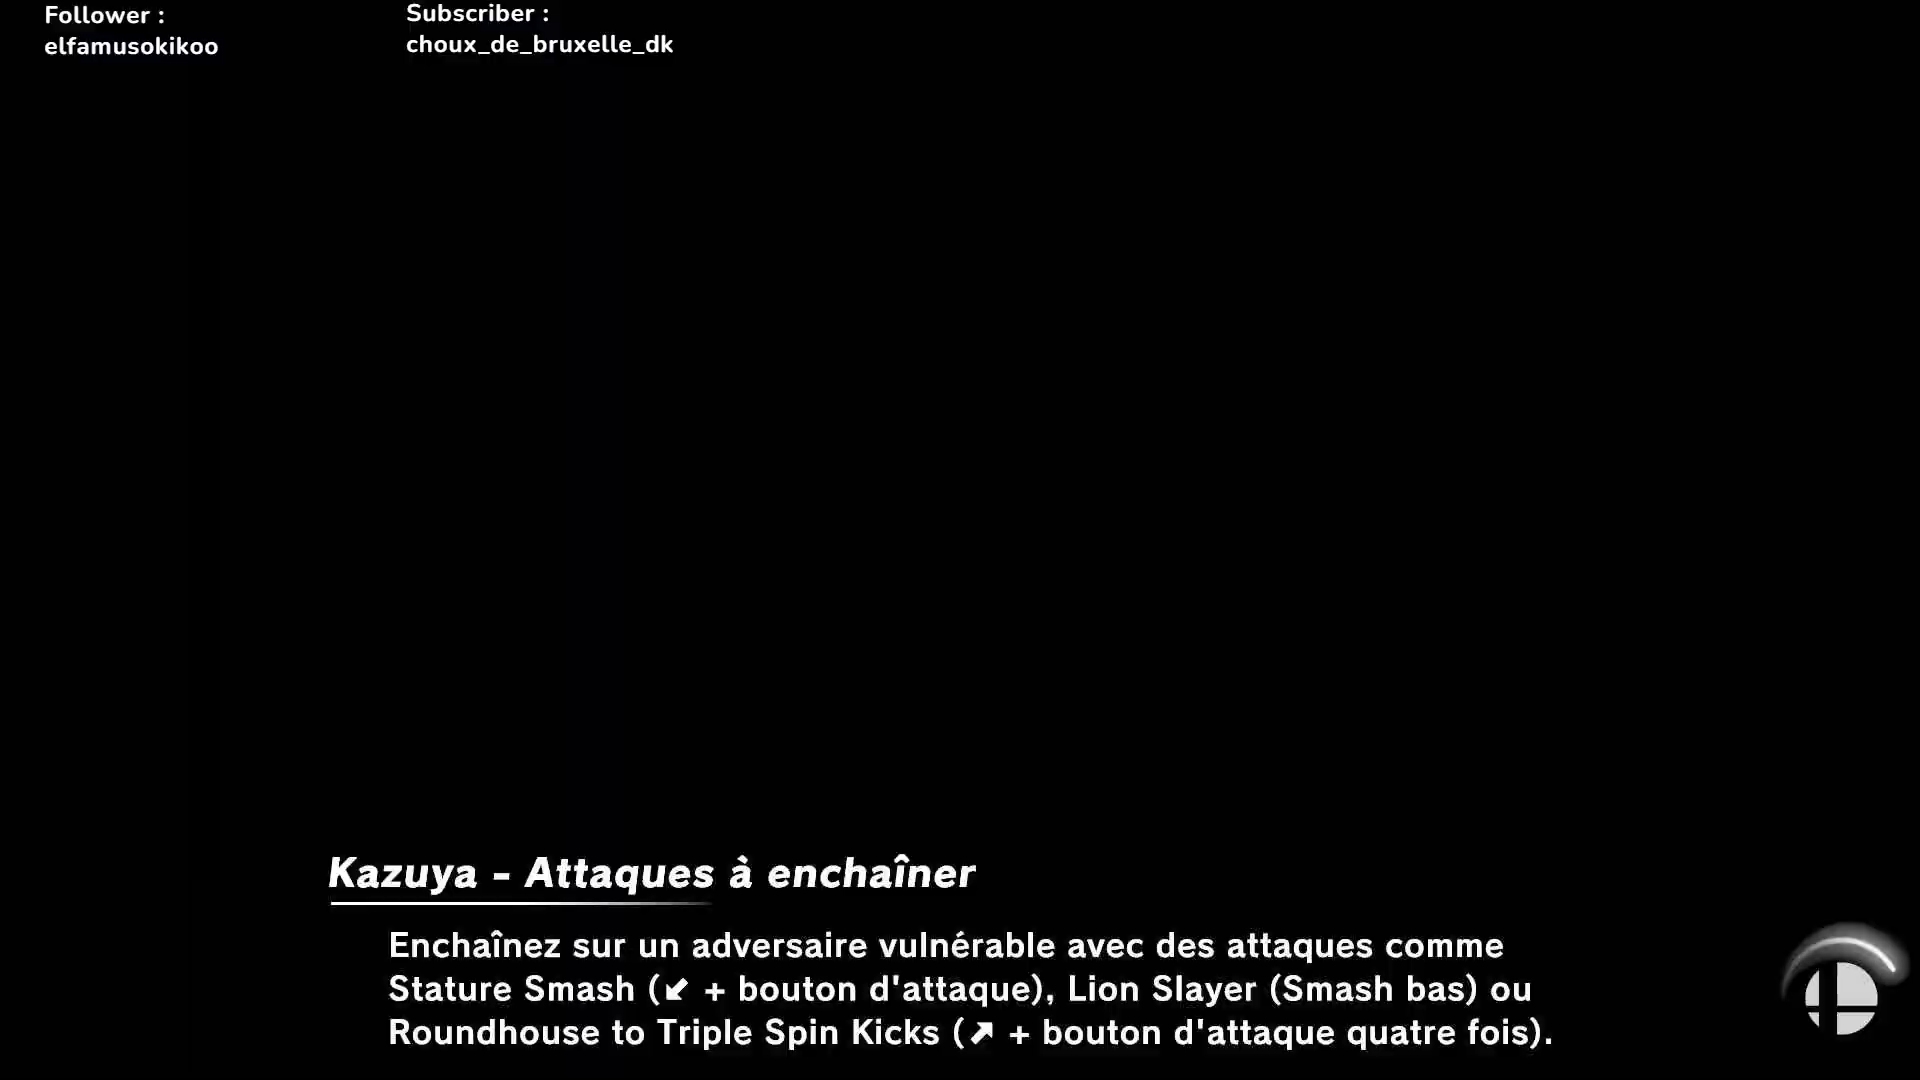 Follower :
elfamusokikoo
Subscriber :
choux_de_bruxelle_dk
Kazuya - Attaques à enchaîner
Enchaînez sur un adversaire vulnérable avec des attaques comme
Stature Smash (↙ + bouton d'attaque), Lion Slayer (Smash bas) ou
Roundhouse to Triple Spin Kicks (↗ + bouton d'attaque quatre fois).